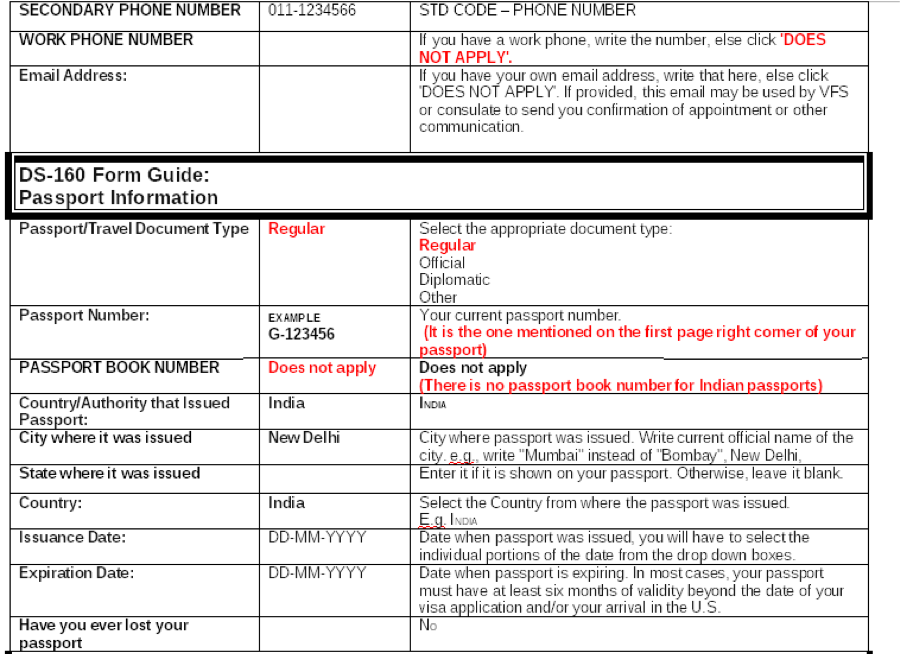 SECONDARY PHONE NUMBER 011-1234566 STD CODE – PHONE NUMBER
WORK PHONE NUMBER If you have a work phone, write the number, else click 'DOES
NOT APPLY'.
Email Address: If you have your own email address, write that here, else click
'DOES NOT APPLY'. If provided, this email may be used by VFS
or consulate to send you confirmation of appointment or other
communication.
DS-160 Form Guide:
Passport Information
Passport/Travel Document Type Regular Select the appropriate document type:
Regular
Official
Diplomatic
Other
Passport Number: EXAMPLE Your current passport number.
G-123456 (It is the one mentioned on the first page right corner of your
passport)
PASSPORT BOOK NUMBER Does not apply Does not apply
(There is no passport book number for Indian passports)
Country/Authority that Issued India INDIA
Passport:
City where it was issued New Delhi City where passport was issued. Write current official name of the
city. e.g., write "Mumbai" instead of "Bombay", New Delhi,
State where it was issued Enter it if it is shown on your passport. Otherwise, leave it blank.
Country: India Select the Country from where the passport was issued.
E.g. INDIA
Issuance Date: DD-MM-YYYY Date when passport was issued, you will have to select the
individual portions of the date from the drop down boxes.
Expiration Date: DD-MM-YYYY Date when passport is expiring. In most cases, your passport
must have at least six months of validity beyond the date of your
visa application and/or your arrival in the U.S.
Have you ever lost your No
passport